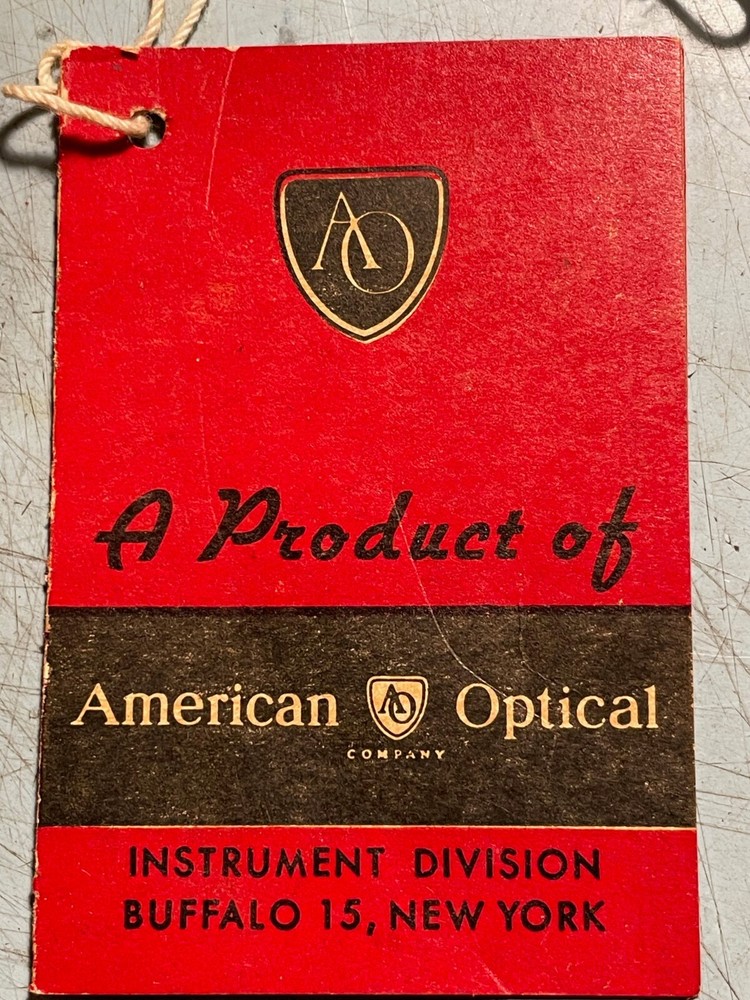 AO
A Product of
American AO Optical
COMPANY
INSTRUMENT DIVISION
BUFFALO 15, NEW YORK